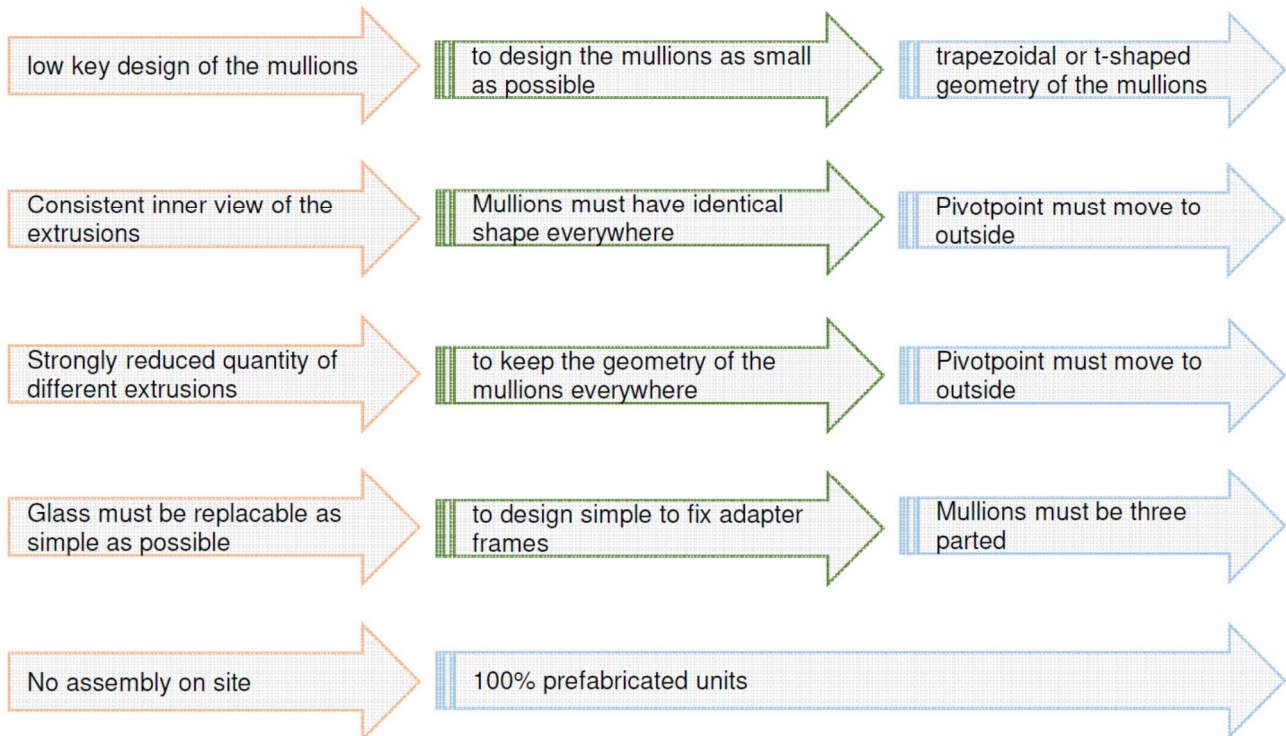 low key design of the mullions
to design the mullions as small
as possible
trapezoidal or t-shaped
geometry of the mullions
Consistent inner view of the
extrusions
Mullions must have identical
shape everywhere
Pivotpoint must move to
outside
Strongly reduced quantity of
different extrusions
to keep the geometry of the
mullions everywhere
Pivotpoint must move to
outside
Glass must be replacable as
simple as possible
to design simple to fix adapter
frames
Mullions must be three
parted
No assembly on site
100% prefabricated units